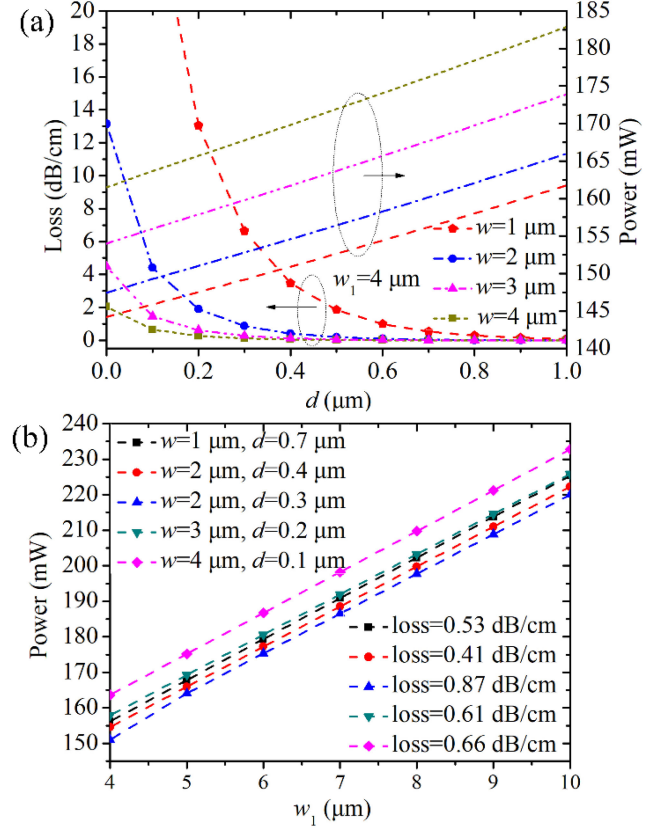 (a)
Loss (dB/cm)
20
18
16
14
12
10
8
6
4
2
0
185
180
175
170
165
160
155
150
145
140
Power (mW)
w=1 μm
w=2 μm
w=3 μm
w=4 μm
w₁=4 μm
0.0 0.2 0.4 0.6 0.8 1.0
d (μm)
(b)
Power (mW)
240
230
220
210
200
190
180
170
160
150
w=1 μm, d=0.7 μm
w=2 μm, d=0.4 μm
w=2 μm, d=0.3 μm
w=3 μm, d=0.2 μm
w=4 μm, d=0.1 μm
loss=0.53 dB/cm
loss=0.41 dB/cm
loss=0.87 dB/cm
loss=0.61 dB/cm
loss=0.66 dB/cm
4 5 6 7 8 9 10
w₁ (μm)